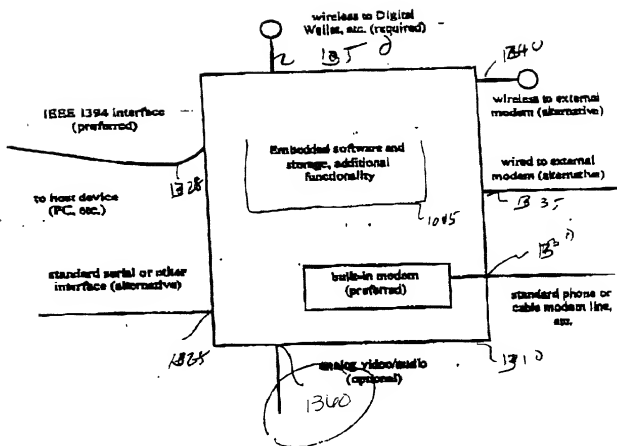 wireless to Digital
Wallet, etc. (required)
1340
IEEE 1394 interface
(preferred)
wireless to external
modem (alternative)
Embedded software and
storage, additional
functionality
wired to external
modem (alternative)
1328
to host device
(PC, etc.)
1335
1045
standard serial or other
interface (alternative)
built-in modem
(preferred)
standard phone or
cable modem line,
etc.
1325
analog video/audio
(optional)
1310
1360